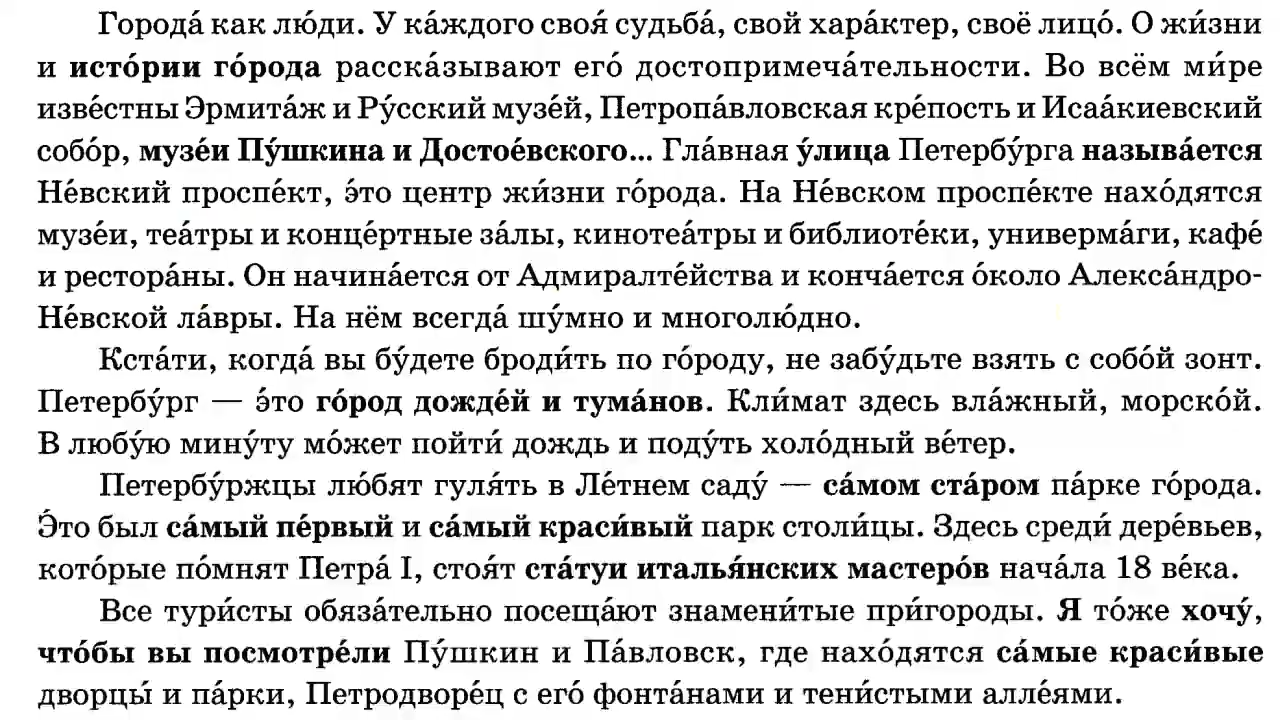 Города́ как лю́ди. У ка́ждого своя́ судьба́, свой хара́ктер, своё лицо́. О жи́зни
и исто́рии го́рода расска́зывают его́ достопримеча́тельности. Во всём ми́ре
изве́стны Эрмита́ж и Ру́сский музе́й, Петропа́вловская кре́пость и Исаа́киевский
собо́р, музе́и Пу́шкина и Достое́вского... Гла́вная у́лица Петербу́рга называ́ется
Не́вский проспе́кт, э́то центр жи́зни го́рода. На Не́вском проспе́кте нахо́дятся
музе́и, теа́тры и конце́ртные за́лы, кинотеа́тры и библиоте́ки, универма́ги, кафе́
и рестора́ны. Он начина́ется от Адмиралте́йства и конча́ется о́коло Алекса́ндро-
Не́вской ла́вры. На нём всегда́ шу́мно и многолю́дно.
Кста́ти, когда́ вы бу́дете броди́ть по го́роду, не забу́дьте взять с собо́й зонт.
Петербу́рг — э́то го́род дожде́й и тума́нов. Кли́мат здесь вла́жный, морско́й.
В любу́ю мину́ту мо́жет пойти́ дождь и поду́ть холо́дный ве́тер.
Петербу́ржцы лю́бят гуля́ть в Ле́тнем саду́ — са́мом ста́ром па́рке го́рода.
Э́то был са́мый пе́рвый и са́мый краси́вый парк столи́цы. Здесь среди́ дере́вьев,
кото́рые по́мнят Петра́ I, стоя́т ста́туи италья́нских мастеро́в нача́ла 18 ве́ка.
Все тури́сты обяза́тельно посеща́ют знамени́тые при́городы. Я то́же хочу́,
что́бы вы посмотре́ли Пу́шкин и Па́вловск, где нахо́дятся са́мые краси́вые
дворцы́ и па́рки, Петродворе́ц с его́ фонта́нами и тени́стыми алле́ями.